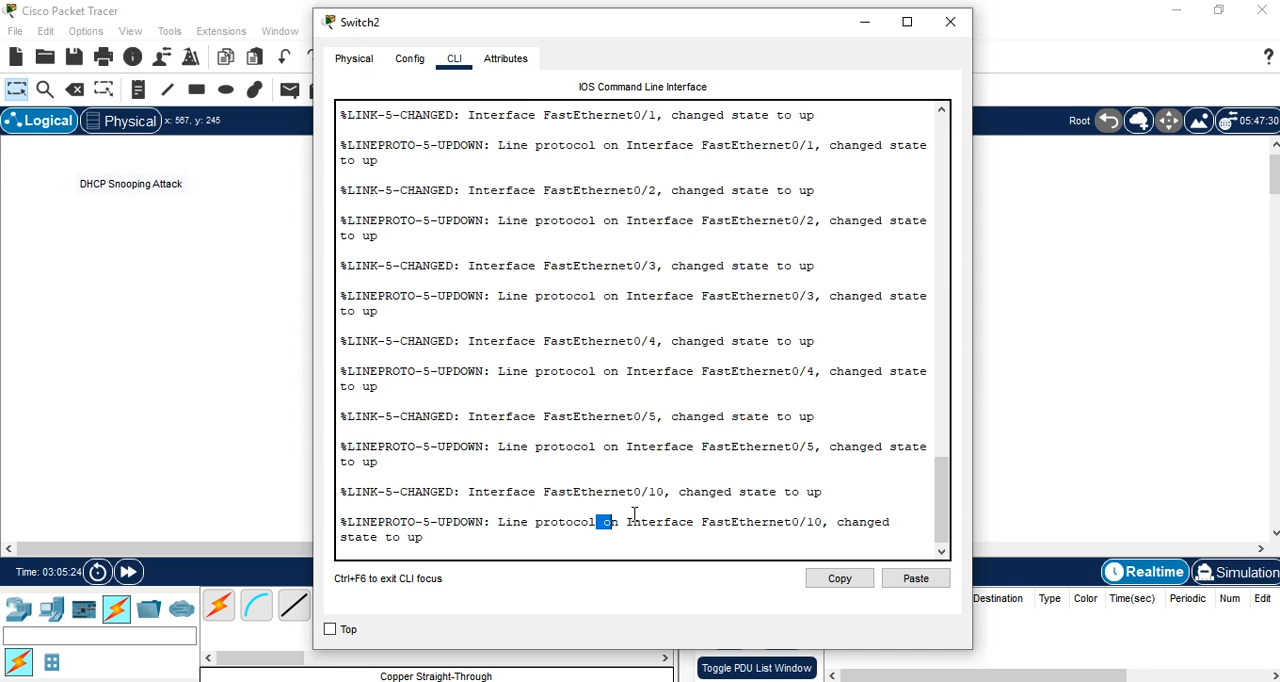 Cisco Packet Tracer
File Edit Options View Tools Extensions Window
?
Logical Physical x: 567, y: 245
Root 05:47:30
DHCP Snooping Attack
Switch2
Physical Config CLI Attributes
IOS Command Line Interface
%LINK-5-CHANGED: Interface FastEthernet0/1, changed state to up
%LINEPROTO-5-UPDOWN: Line protocol on Interface FastEthernet0/1, changed state
to up
%LINK-5-CHANGED: Interface FastEthernet0/2, changed state to up
%LINEPROTO-5-UPDOWN: Line protocol on Interface FastEthernet0/2, changed state
to up
%LINK-5-CHANGED: Interface FastEthernet0/3, changed state to up
%LINEPROTO-5-UPDOWN: Line protocol on Interface FastEthernet0/3, changed state
to up
%LINK-5-CHANGED: Interface FastEthernet0/4, changed state to up
%LINEPROTO-5-UPDOWN: Line protocol on Interface FastEthernet0/4, changed state
to up
%LINK-5-CHANGED: Interface FastEthernet0/5, changed state to up
%LINEPROTO-5-UPDOWN: Line protocol on Interface FastEthernet0/5, changed state
to up
%LINK-5-CHANGED: Interface FastEthernet0/10, changed state to up
%LINEPROTO-5-UPDOWN: Line protocol on Interface FastEthernet0/10, changed
state to up
Ctrl+F6 to exit CLI focus
Copy Paste
Top
Time: 03:05:24
Realtime Simulation
Destination Type Color Time(sec) Periodic Num Edit
Toggle PDU List Window
Copper Straight-Through